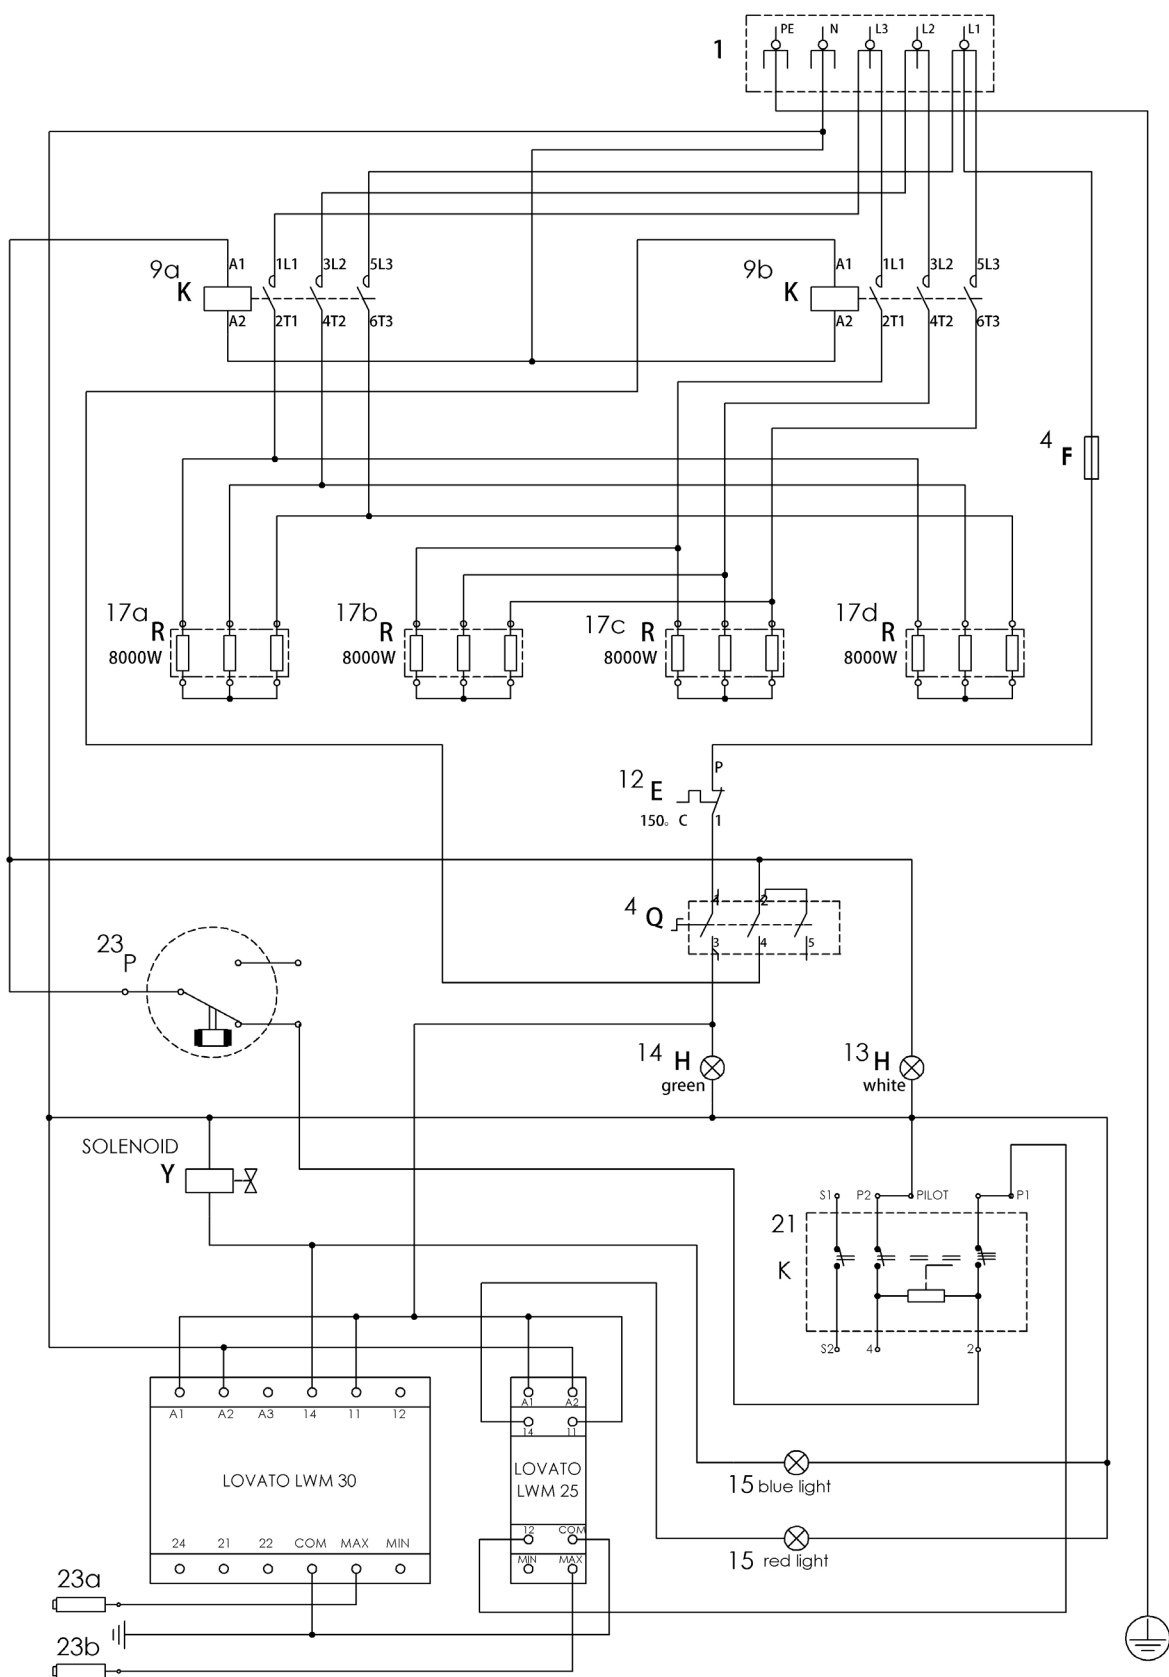 PE N L3 L2 L1
1
9a K A1 1L1 3L2 5L3
A2 2T1 4T2 6T3
9b K A1 1L1 3L2 5L3
A2 2T1 4T2 6T3
4 F
17a R
8000W
17b R
8000W
17c R
8000W
17d R
8000W
P
12 E
150。 C 1
1 2
4 Q
3 4 5
23 P
14 H
green
13 H
white
SOLENOID
Y
S1 P2 PILOT P1
21
K
S2 4 2
A1 A2 A3 14 11 12
LOVATO LWM 30
24 21 22 COM MAX MIN
A1 A2
14 11
LOVATO
LWM 25
12 COM
MIN MAX
15 blue light
15 red light
23a
23b